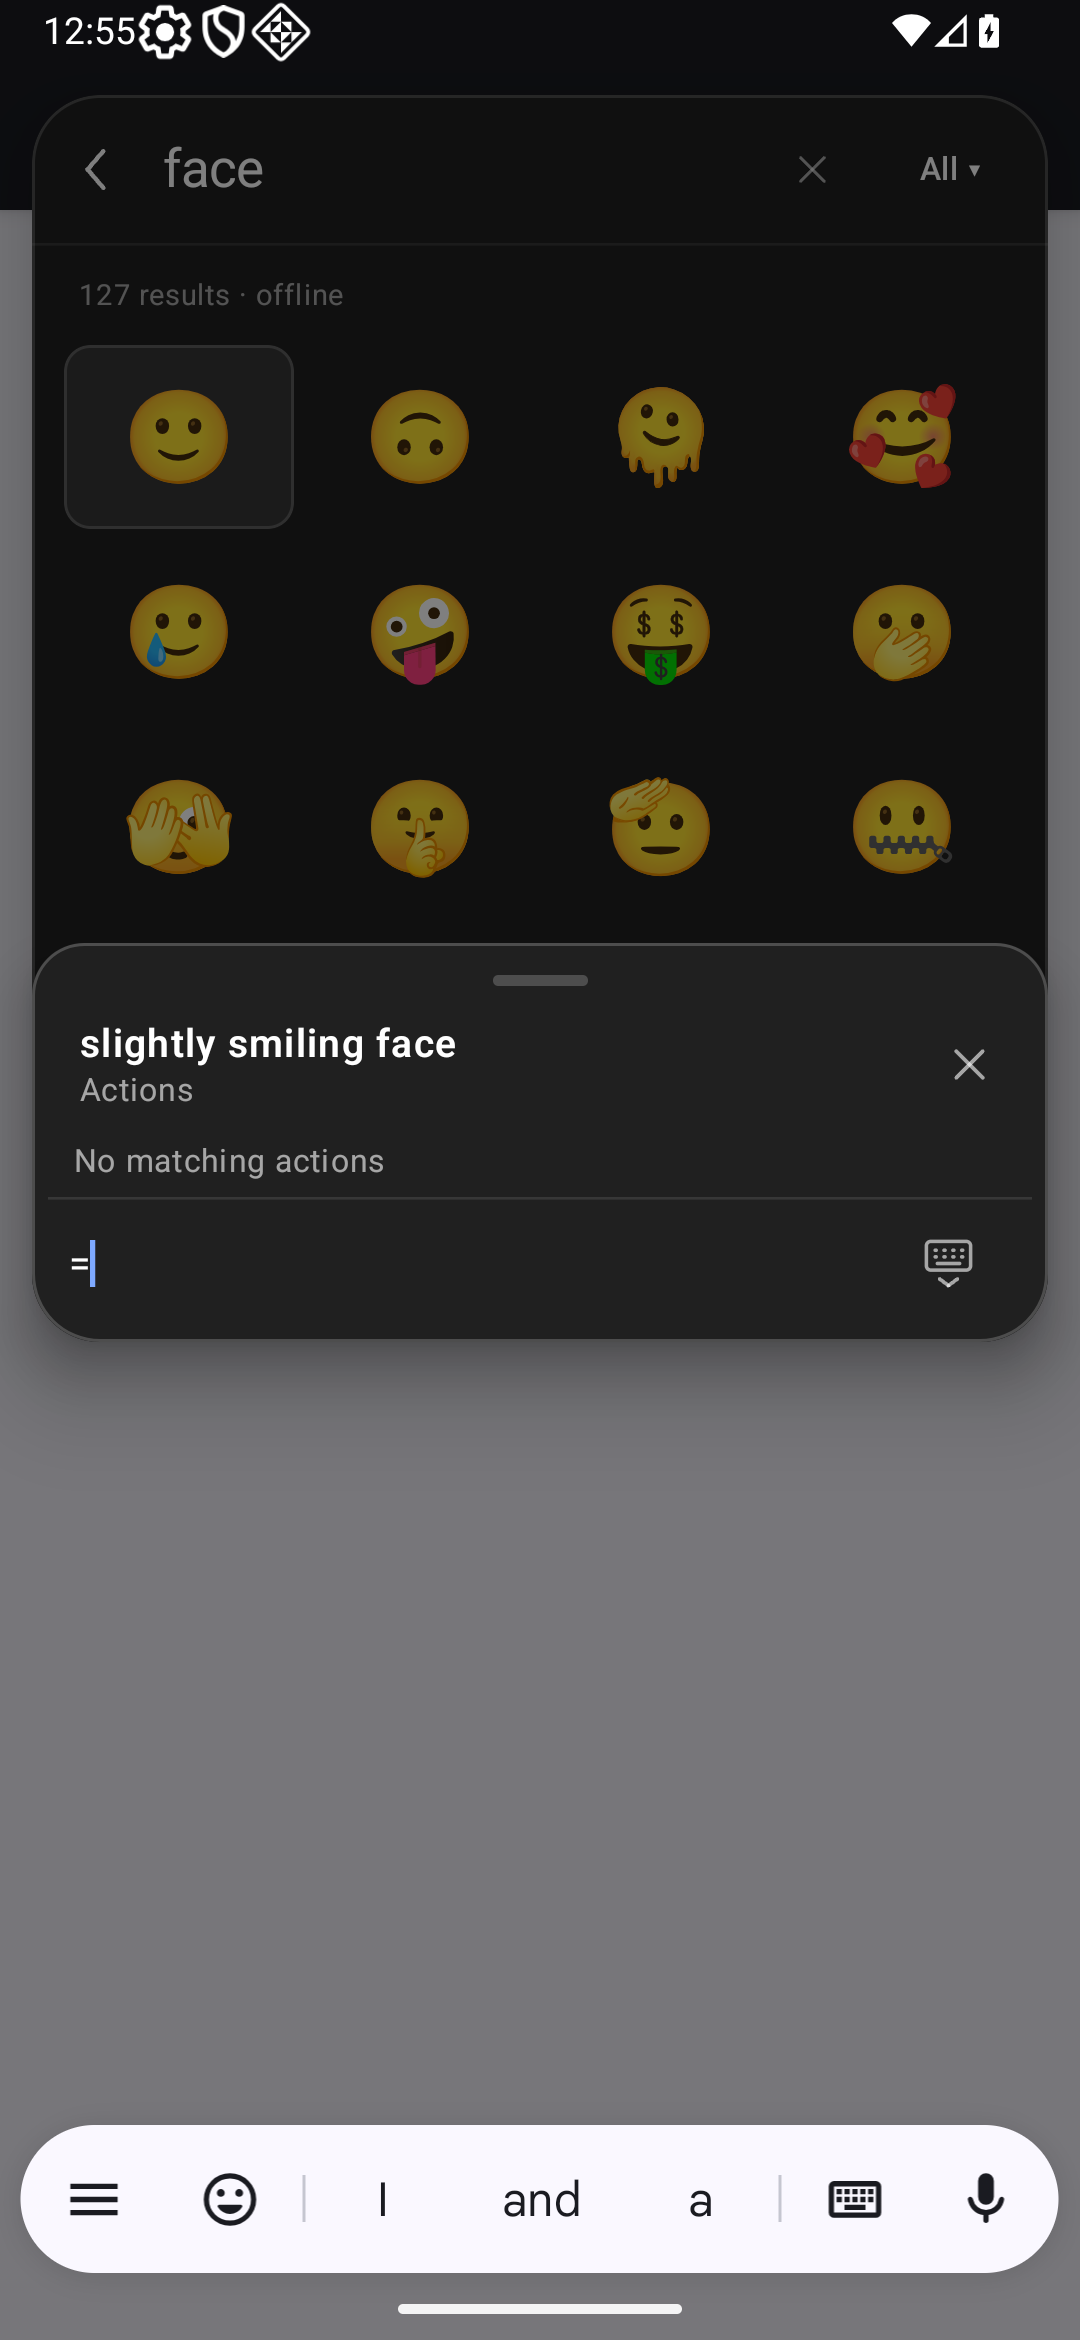 12:55
face
All ▾
127 results · offline
slightly smiling face
Actions
No matching actions
=
I and a